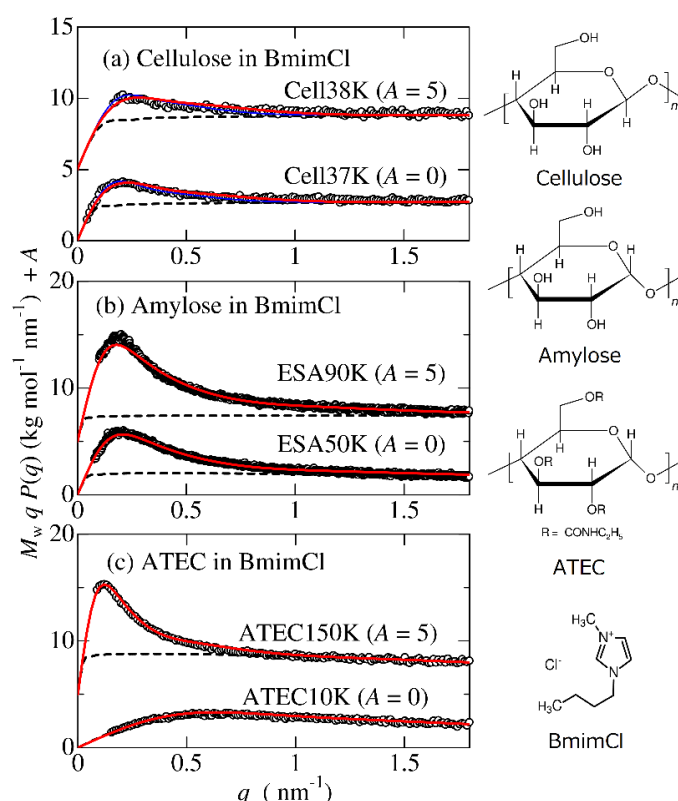 M_w q P(q) (kg mol⁻¹ nm⁻¹) + A
15
10
5
0
(a) Cellulose in BmimCl
Cell38K (A = 5)
Cell37K (A = 0)
0
0.5
1
1.5
20
10
0
(b) Amylose in BmimCl
ESA90K (A = 5)
ESA50K (A = 0)
0
0.5
1
1.5
20
10
0
(c) ATEC in BmimCl
ATEC150K (A = 5)
ATEC10K (A = 0)
0
0.5
1
1.5
q ( nm⁻¹)
OH
H
O
H
OH
H
H
OH
H
O
n
Cellulose
OH
H
O
H
OH
H
H
OH
O
n
Amylose
OR
H
O
H
OR
H
H
OR
O
n
R = CONHC₂H₅
ATEC
H₃C
N⁺
Cl⁻
N
H₃C
BmimCl